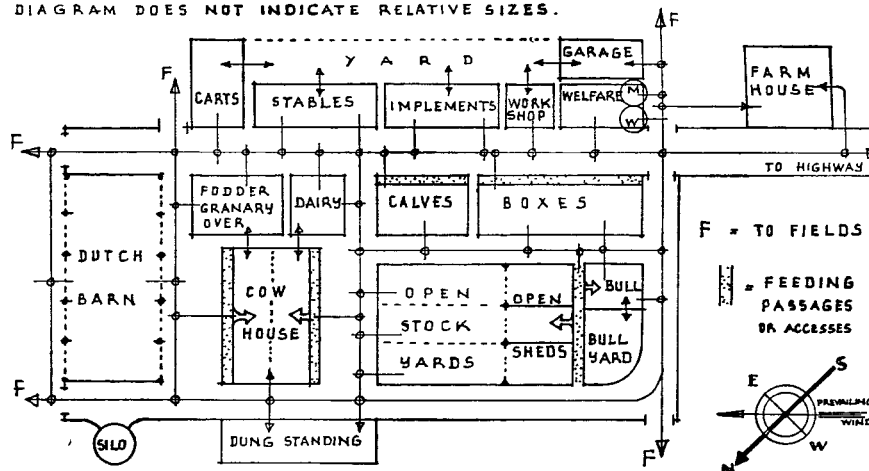 DIAGRAM DOES NOT INDICATE RELATIVE SIZES.
F
F
YARD
GARAGE
CARTS
STABLES
IMPLEMENTS
WORK
SHOP
WELFARE
M
W
FARM
HOUSE
F
TO HIGHWAY
FODDER
GRANARY
OVER
DAIRY
CALVES
BOXES
DUTCH
BARN
COW
HOUSE
OPEN
STOCK
YARDS
OPEN
SHEDS
BULL
BULL
YARD
F = TO FIELDS
= FEEDING
PASSAGES
OR ACCESSES
F
SILO
DUNG STANDING
F
S
E
PREVAILING
WIND
W
N